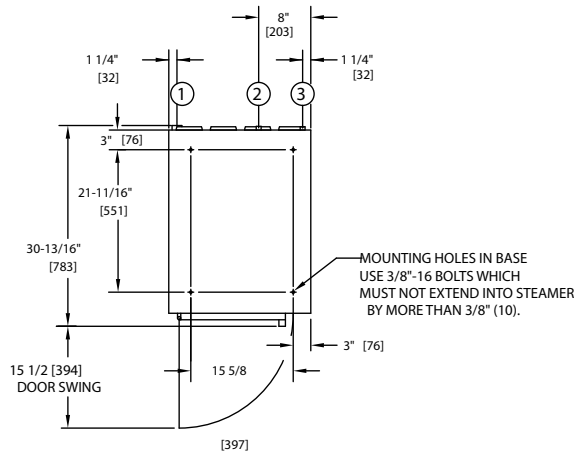 8"
[203]
1 1/4"
[32]
1 1/4"
[32]
1
2
3
3" [76]
21-11/16"
[551]
30-13/16"
[783]
MOUNTING HOLES IN BASE
USE 3/8"-16 BOLTS WHICH
MUST NOT EXTEND INTO STEAMER
BY MORE THAN 3/8" (10).
3" [76]
15 1/2 [394]
DOOR SWING
15 5/8
[397]